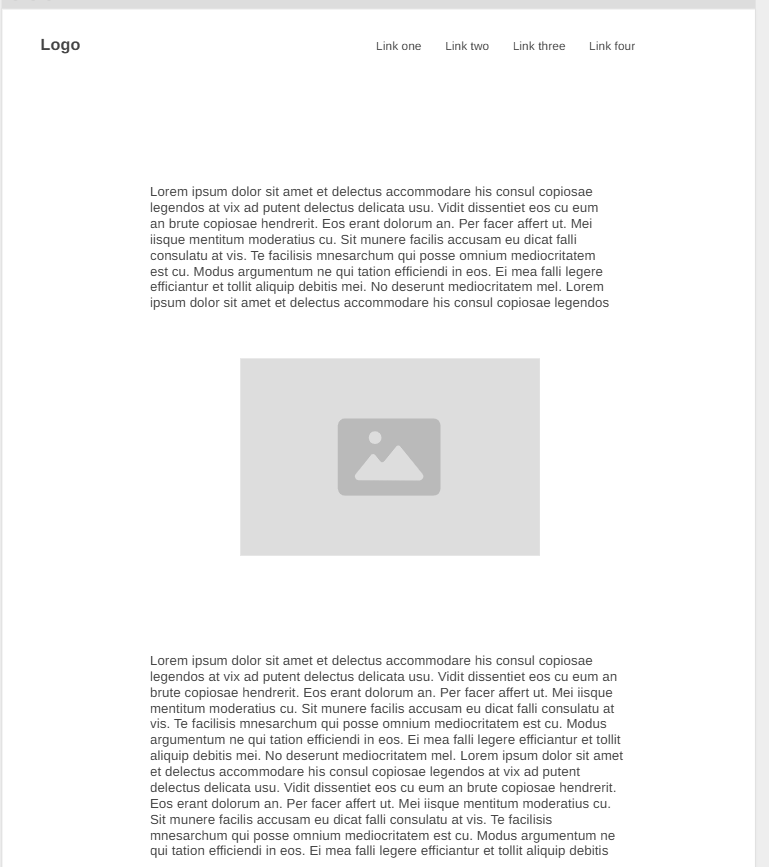 Logo
Link one Link two Link three Link four
Lorem ipsum dolor sit amet et delectus accommodare his consul copiosae
legendos at vix ad putent delectus delicata usu. Vidit dissentiet eos cu eum
an brute copiosae hendrerit. Eos erant dolorum an. Per facer affert ut. Mei
iisque mentitum moderatius cu. Sit munere facilis accusam eu dicat falli
consulatu at vis. Te facilisis mnesarchum qui posse omnium mediocritatem
est cu. Modus argumentum ne qui tation efficiendi in eos. Ei mea falli legere
efficiantur et tollit aliquip debitis mei. No deserunt mediocritatem mel. Lorem
ipsum dolor sit amet et delectus accommodare his consul copiosae legendos
Lorem ipsum dolor sit amet et delectus accommodare his consul copiosae
legendos at vix ad putent delectus delicata usu. Vidit dissentiet eos cu eum an
brute copiosae hendrerit. Eos erant dolorum an. Per facer affert ut. Mei iisque
mentitum moderatius cu. Sit munere facilis accusam eu dicat falli consulatu at
vis. Te facilisis mnesarchum qui posse omnium mediocritatem est cu. Modus
argumentum ne qui tation efficiendi in eos. Ei mea falli legere efficiantur et tollit
aliquip debitis mei. No deserunt mediocritatem mel. Lorem ipsum dolor sit amet
et delectus accommodare his consul copiosae legendos at vix ad putent
delectus delicata usu. Vidit dissentiet eos cu eum an brute copiosae hendrerit.
Eos erant dolorum an. Per facer affert ut. Mei iisque mentitum moderatius cu.
Sit munere facilis accusam eu dicat falli consulatu at vis. Te facilisis
mnesarchum qui posse omnium mediocritatem est cu. Modus argumentum ne
qui tation efficiendi in eos. Ei mea falli legere efficiantur et tollit aliquip debitis